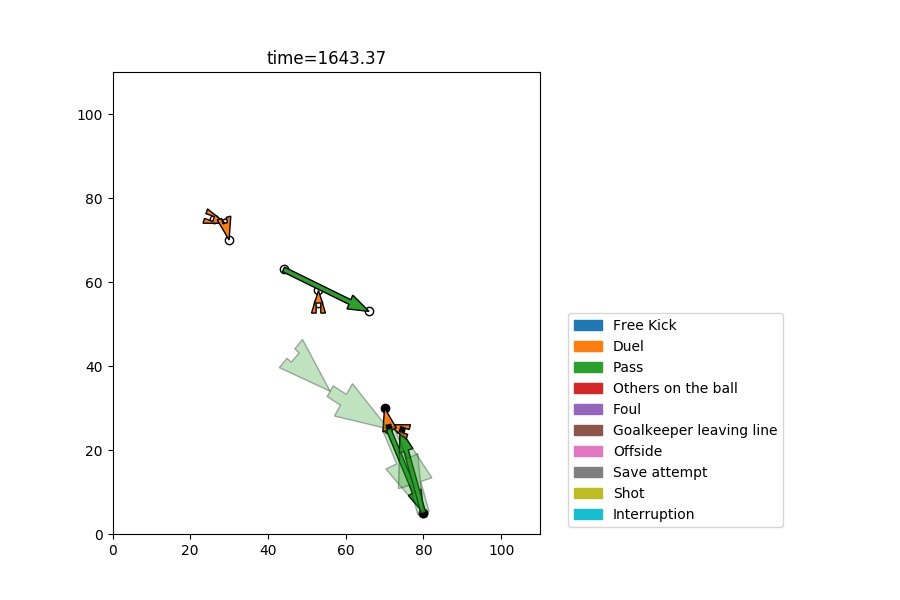 time=1643.37
100
80
60
40
20
0
0 20 40 60 80 100
Free Kick
Duel
Pass
Others on the ball
Foul
Goalkeeper leaving line
Offside
Save attempt
Shot
Interruption